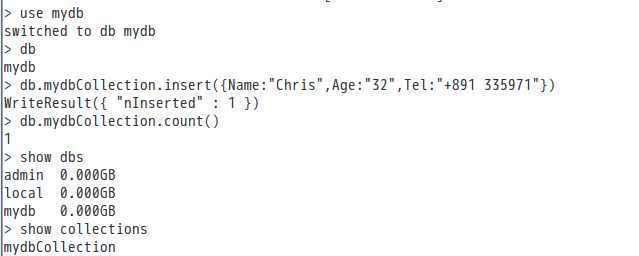 > use mydb
switched to db mydb
> db
mydb
> db.mydbCollection.insert({Name:"Chris",Age:"32",Tel:"+891 335971"})
WriteResult({ "nInserted" : 1 })
> db.mydbCollection.count()
1
> show dbs
admin  0.000GB
local  0.000GB
mydb   0.000GB
> show collections
mydbCollection